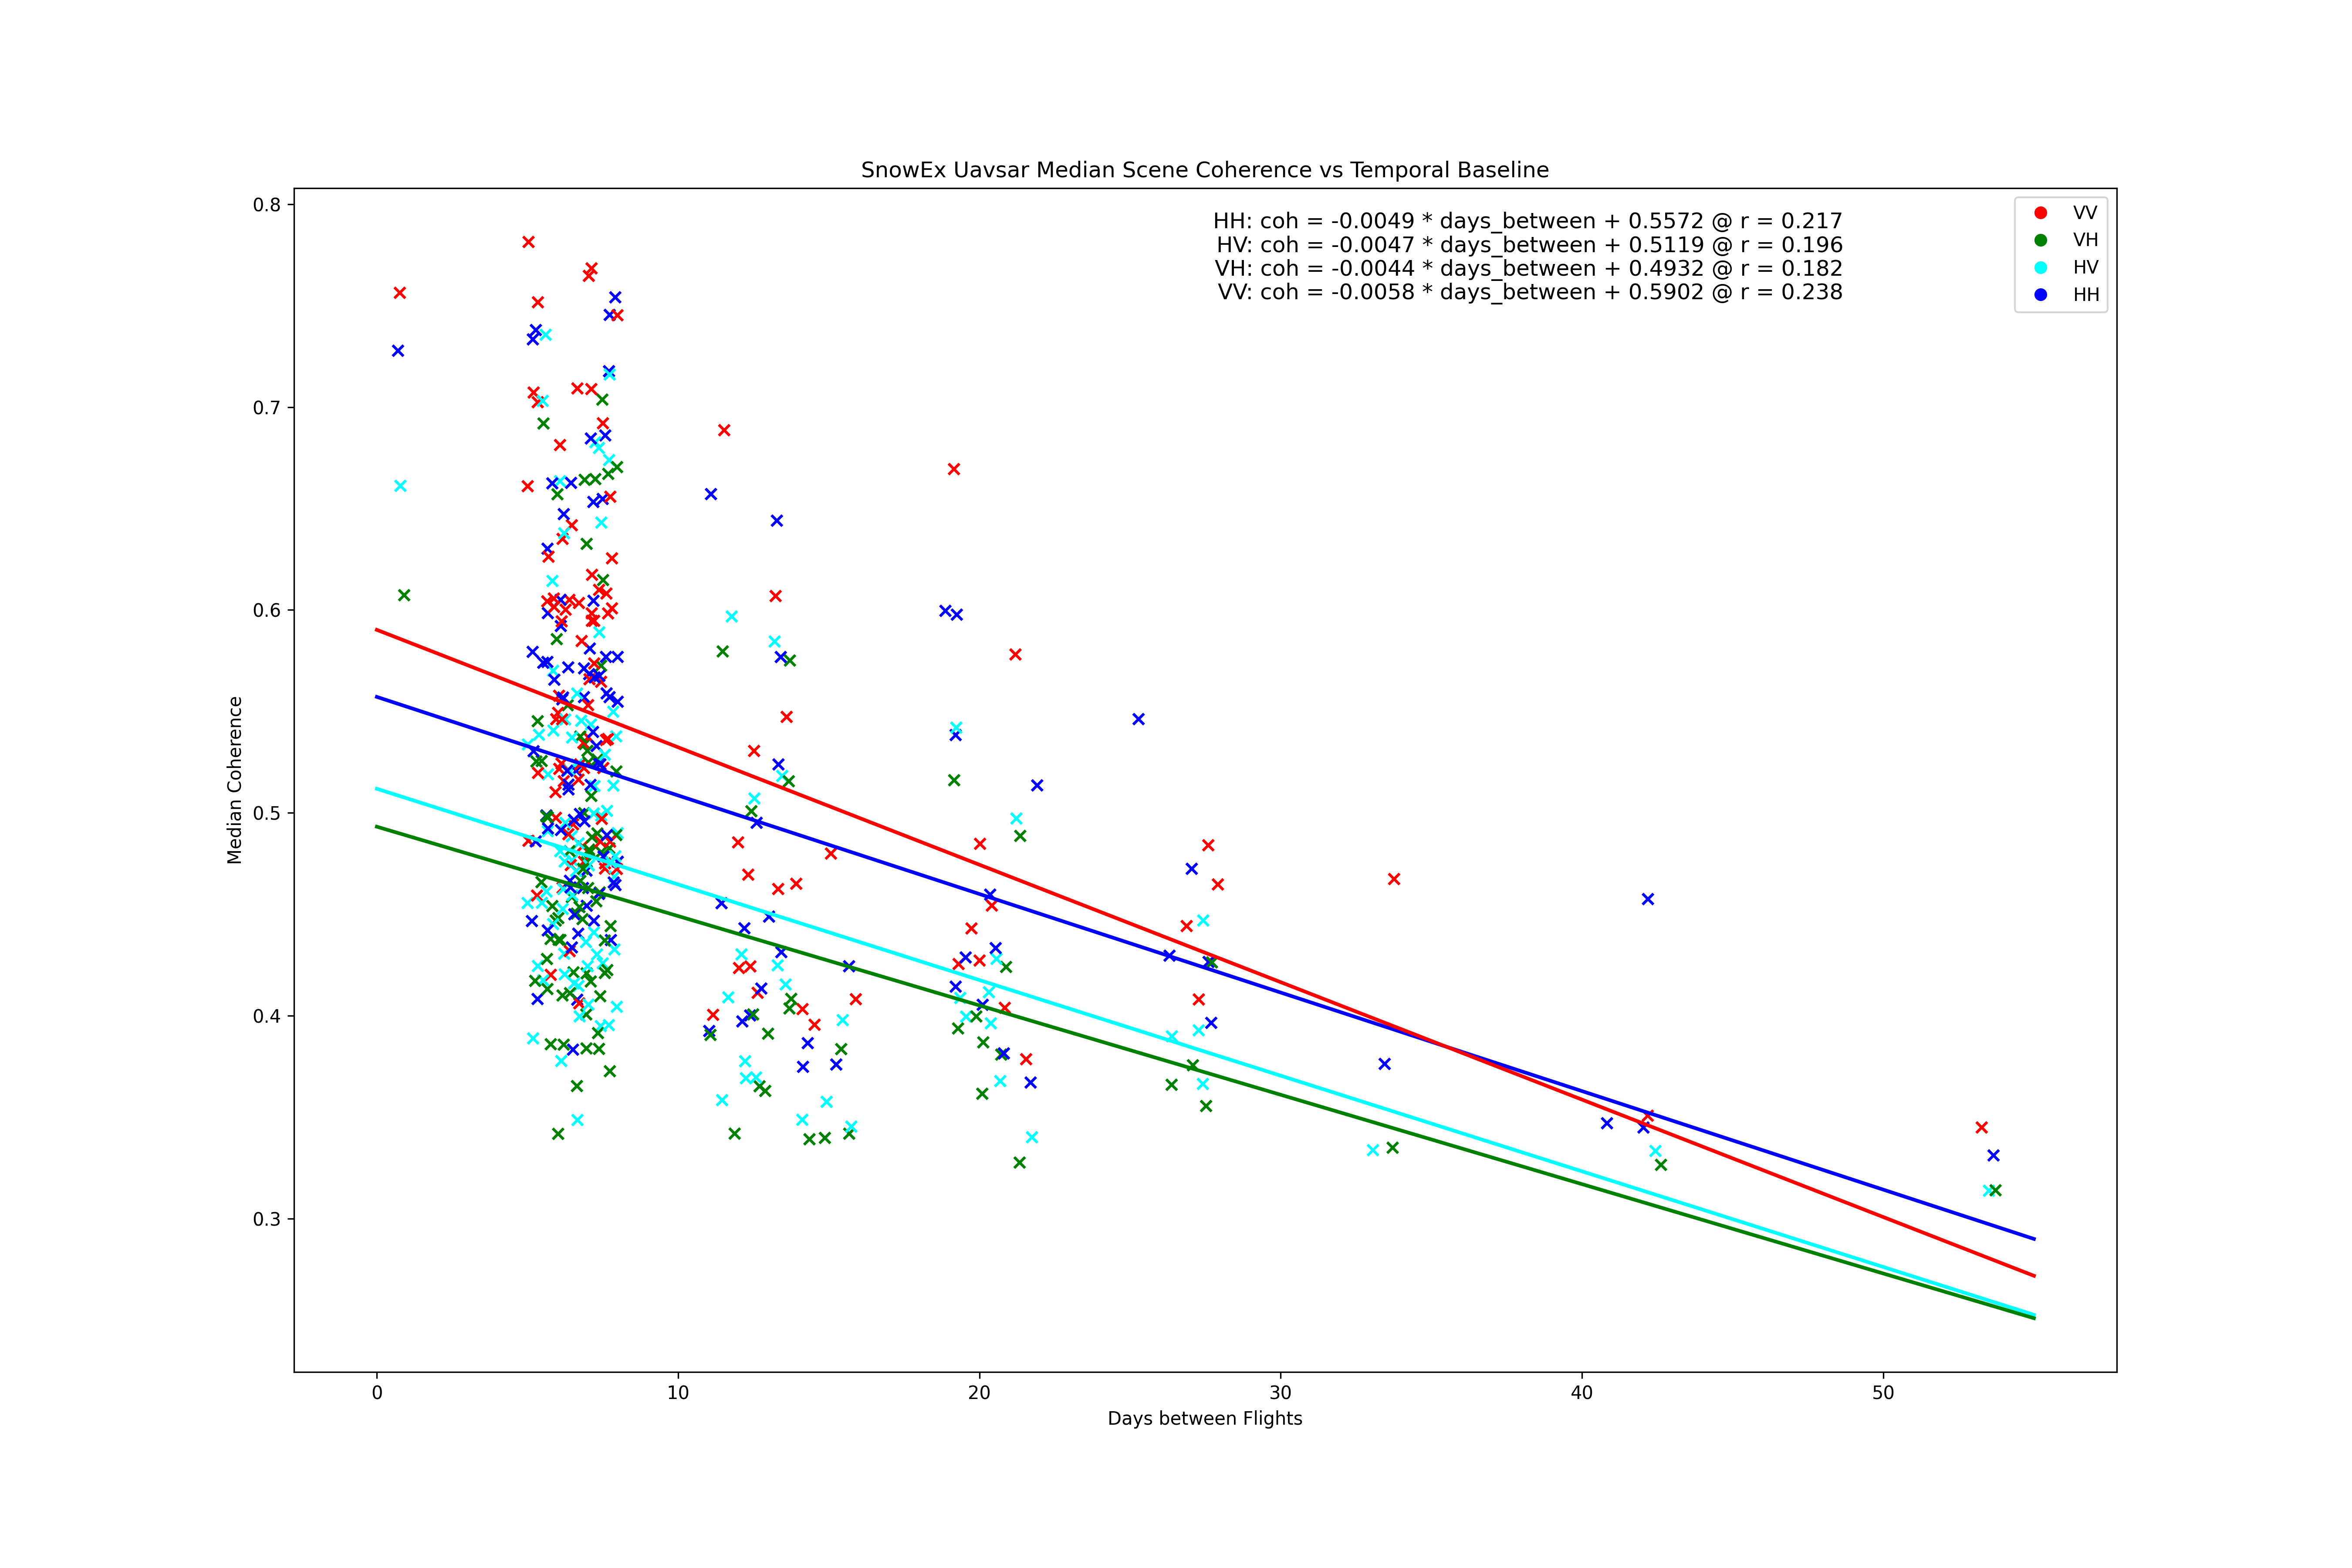 SnowEx Uavsar Median Scene Coherence vs Temporal Baseline
HH: coh = -0.0049 * days_between + 0.5572 @ r = 0.217
HV: coh = -0.0047 * days_between + 0.5119 @ r = 0.196
VH: coh = -0.0044 * days_between + 0.4932 @ r = 0.182
VV: coh = -0.0058 * days_between + 0.5902 @ r = 0.238
VV
VH
HV
HH
Median Coherence
0.8
0.7
0.6
0.5
0.4
0.3
0 10 20 30 40 50
Days between Flights